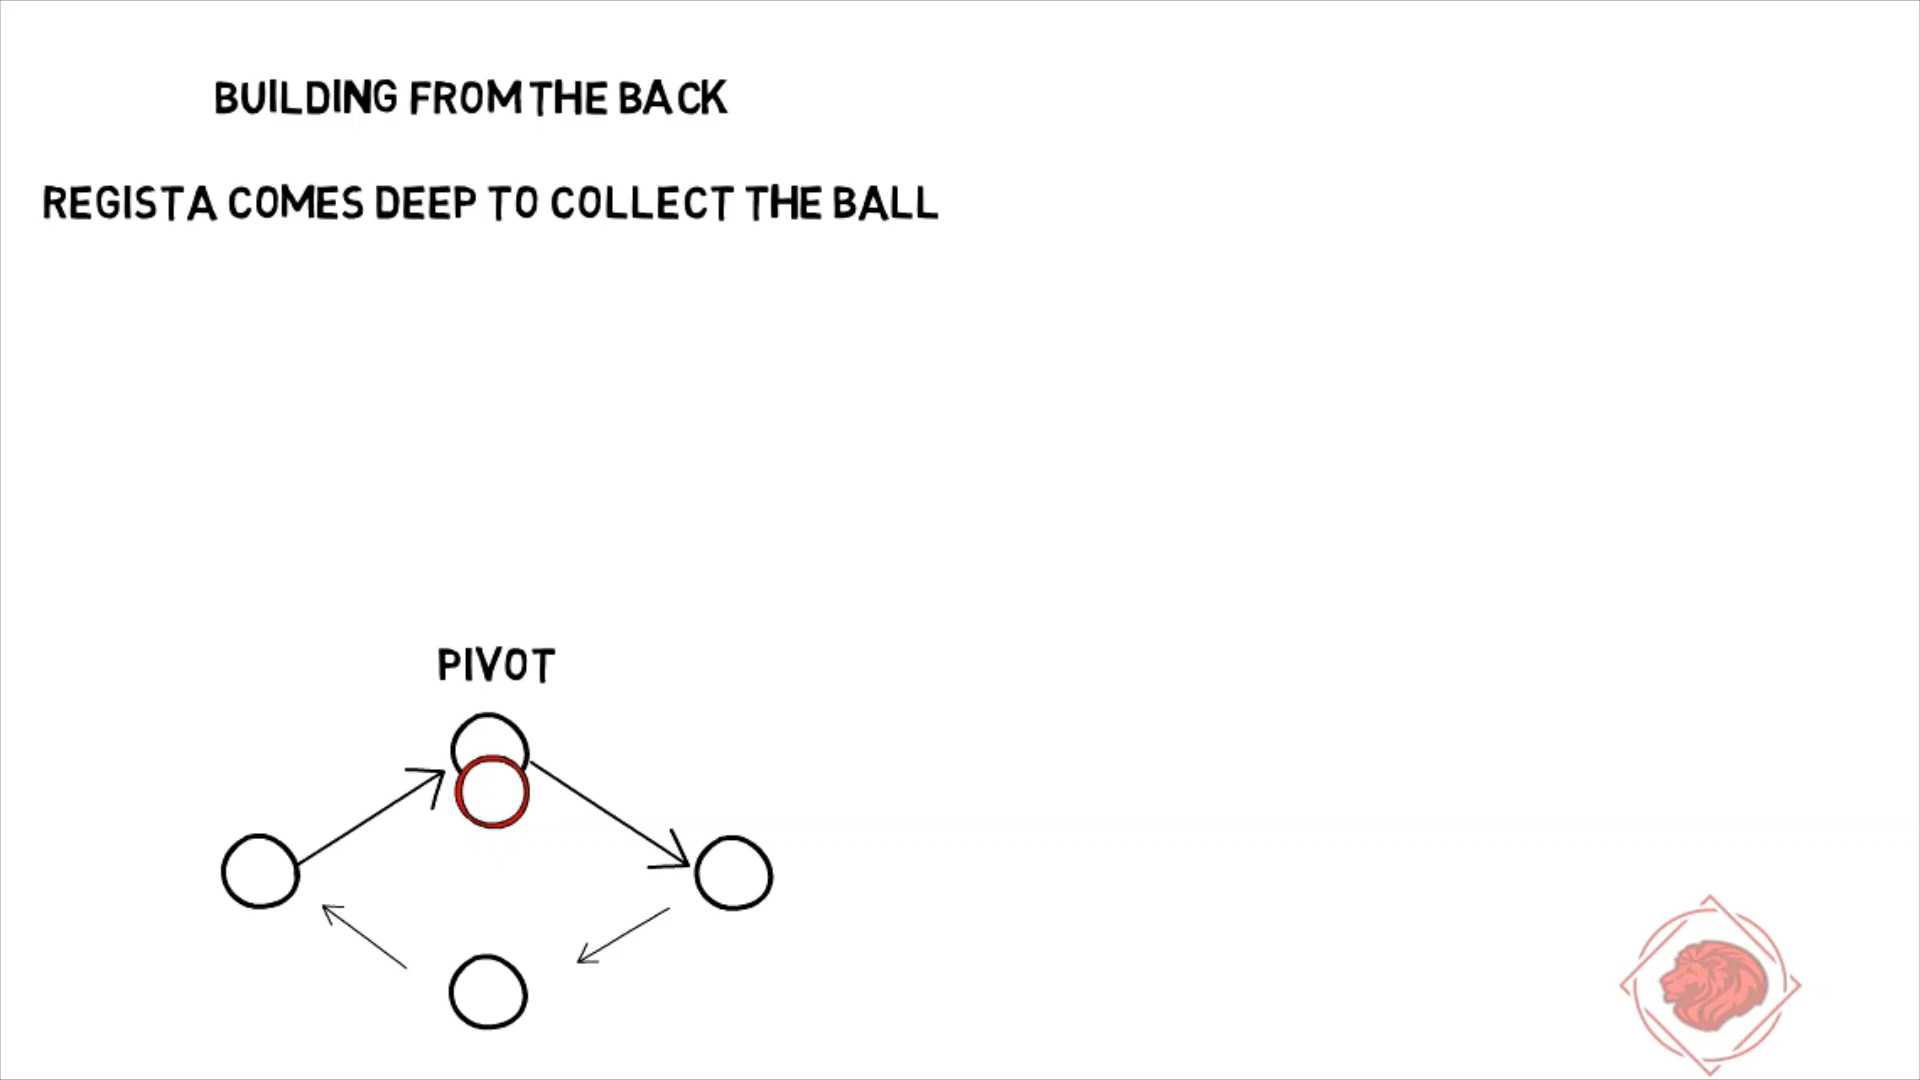 BUILDING FROM THE BACK
REGISTA COMES DEEP TO COLLECT THE BALL
PIVOT